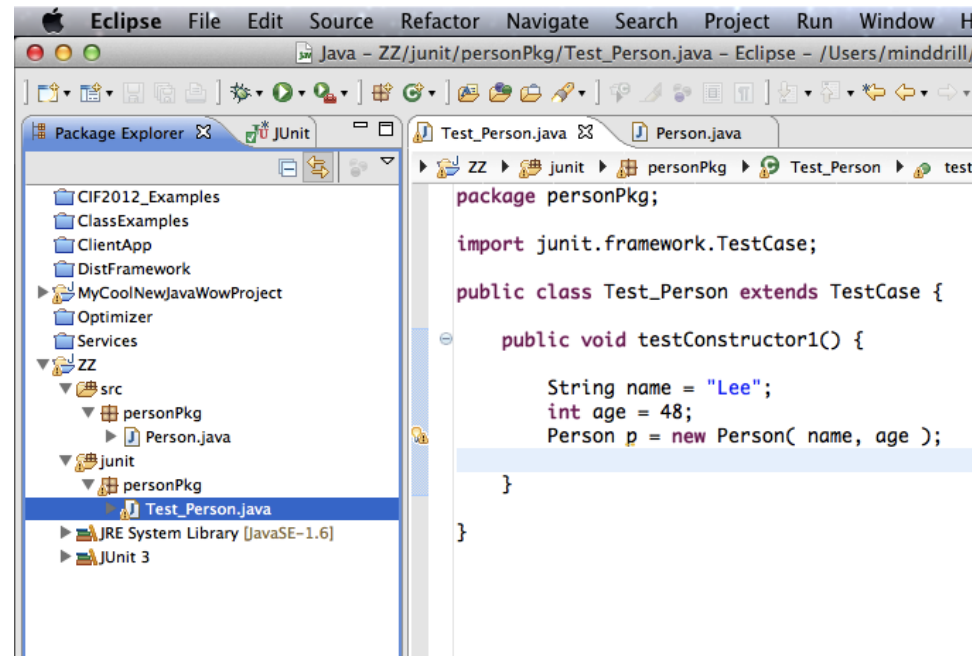 Eclipse File Edit Source Refactor Navigate Search Project Run Window H
Java – ZZ/junit/personPkg/Test_Person.java – Eclipse – /Users/minddrill/
Package Explorer JUnit
Test_Person.java Person.java
ZZ junit personPkg Test_Person test
CIF2012_Examples
ClassExamples
ClientApp
DistFramework
MyCoolNewJavaWowProject
Optimizer
Services
ZZ
src
personPkg
Person.java
junit
personPkg
Test_Person.java
JRE System Library [JavaSE-1.6]
JUnit 3
package personPkg;
import junit.framework.TestCase;
public class Test_Person extends TestCase {
public void testConstructor1() {
String name = "Lee";
int age = 48;
Person p = new Person( name, age );
}
}